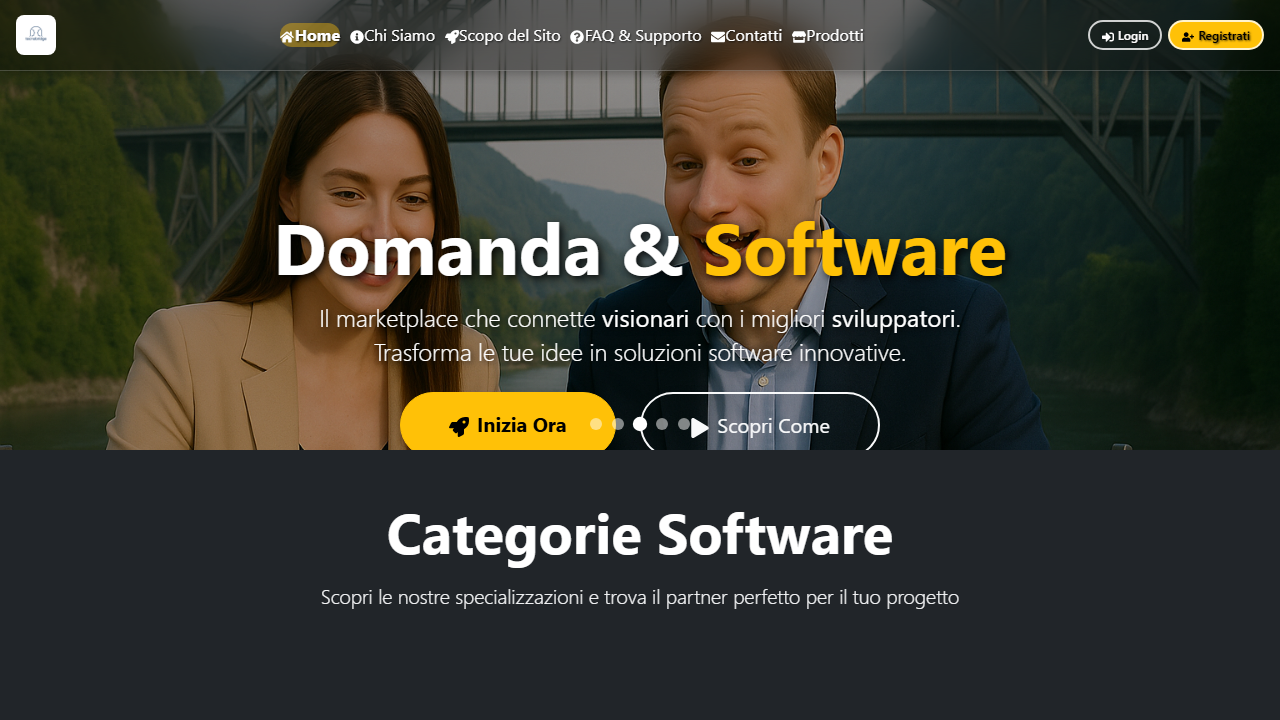 Home
Chi Siamo
Scopo del Sito
FAQ & Supporto
Contatti
Prodotti
Login
Registrati
Domanda & Software
Il marketplace che connette visionari con i migliori sviluppatori.
Trasforma le tue idee in soluzioni software innovative.
Inizia Ora
Scopri Come
Categorie Software
Scopri le nostre specializzazioni e trova il partner perfetto per il tuo progetto